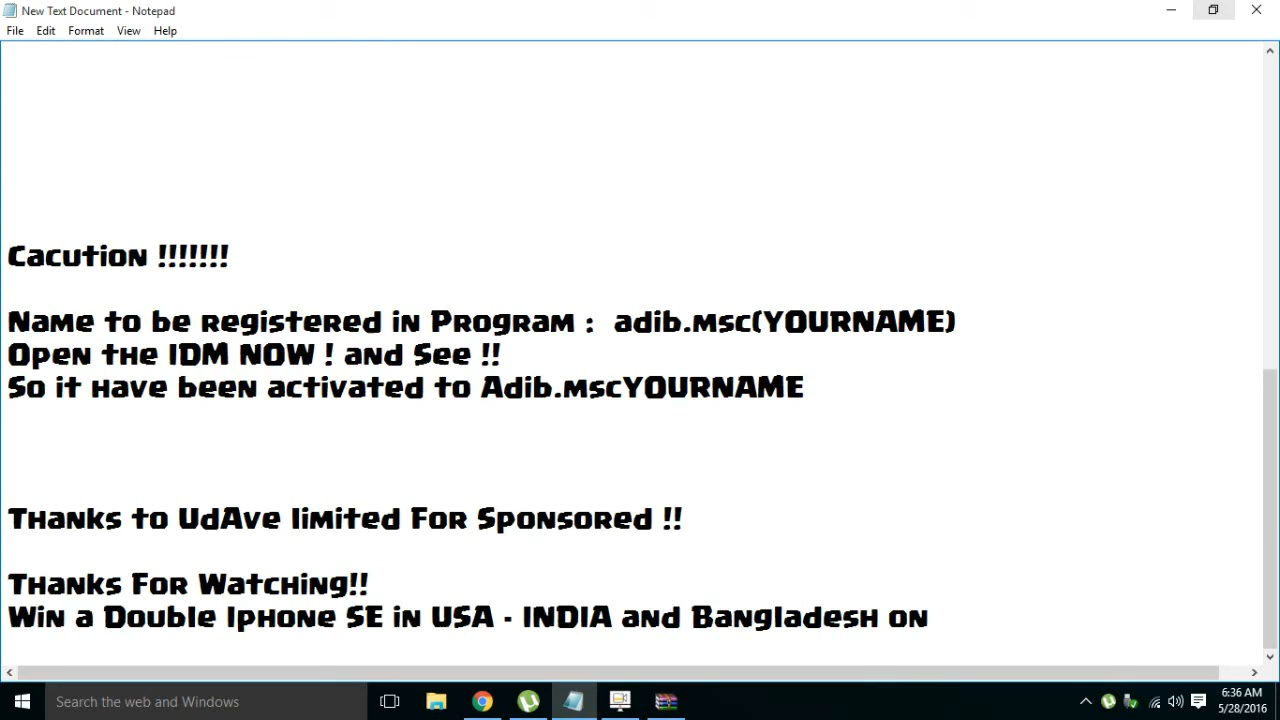 New Text Document - Notepad
File Edit Format View Help
Cacution !!!!!!!
Name to be registered in Program :  adib.msc(YOURNAME)
Open the IDM NOW ! and See !!
So it have been activated to Adib.mscYOURNAME
Thanks to UdAve limited For Sponsored !!
Thanks For Watching!!
Win a Double Iphone SE in USA - INDIA and Bangladesh on
Search the web and Windows
6:36 AM
5/28/2016